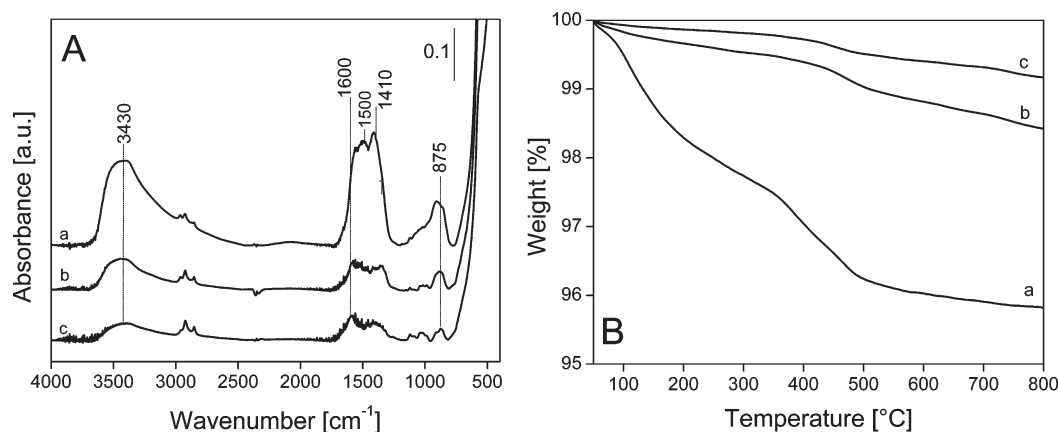 A
0.1
3430
1600
1500
1410
875
a
b
c
Absorbance [a.u.]
4000 3500 3000 2500 2000 1500 1000 500
Wavenumber [cm⁻¹]
B
100
99
98
97
96
95
Weight [%]
c
b
a
100 200 300 400 500 600 700 800
Temperature [°C]